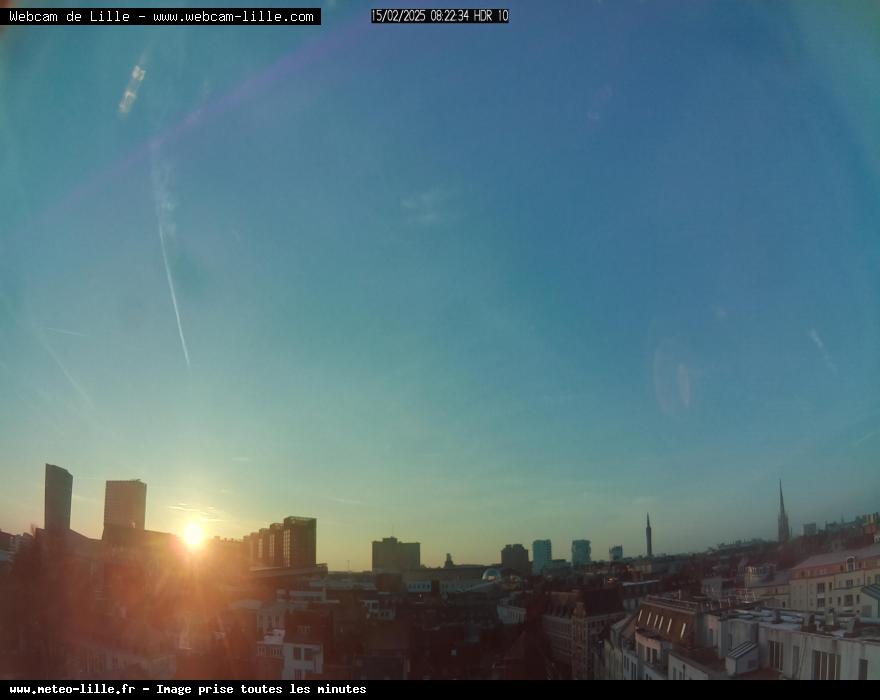 Webcam de Lille - www.webcam-lille.com
15/02/2025 08:22:34 HDR 10
www.meteo-lille.fr - Image prise toutes les minutes